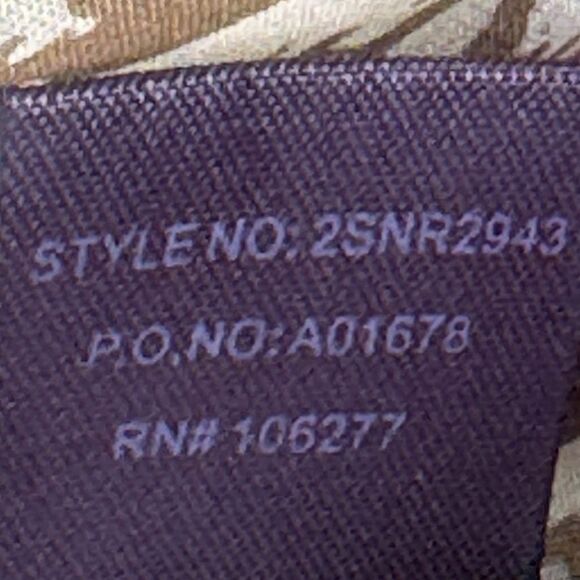 STYLE NO: 2SNR2943
P.O.NO: A01678
RN# 106277